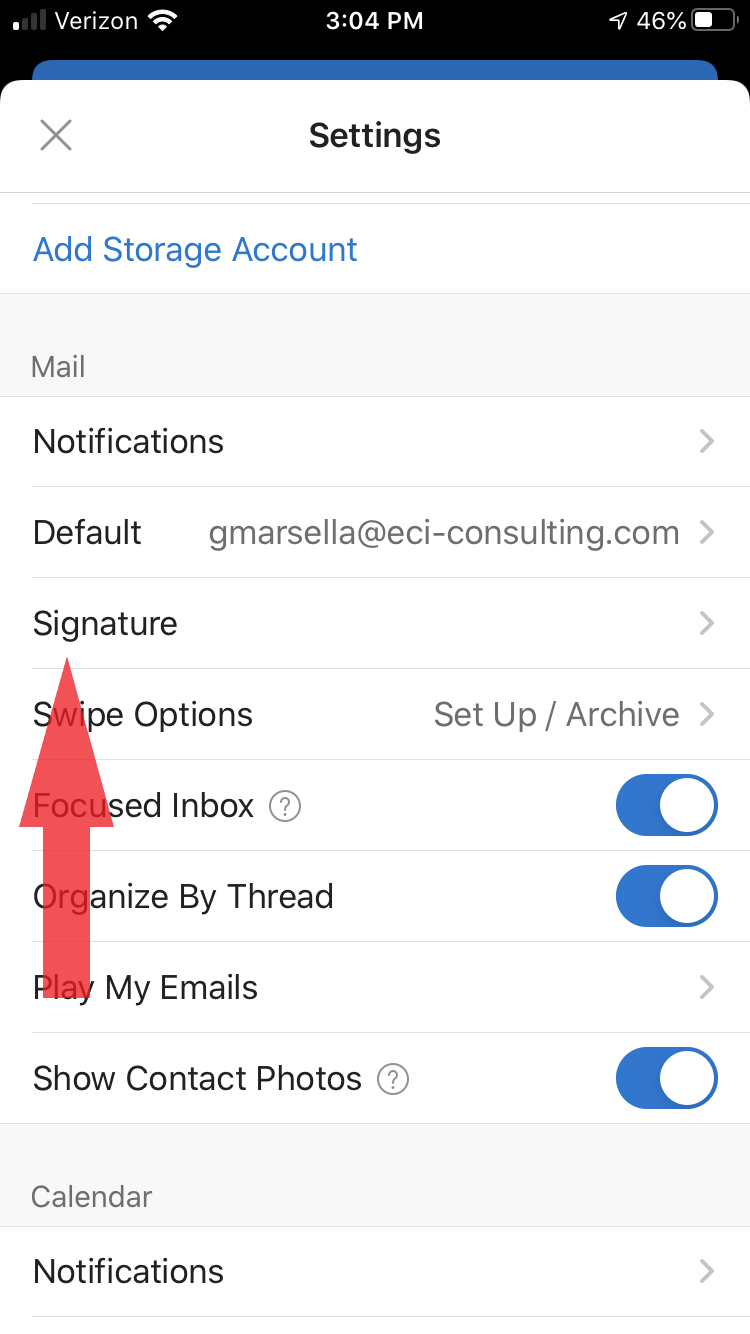 Verizon 3:04 PM 46%
Settings
Add Storage Account
Mail
Notifications
Default gmarsella@eci-consulting.com
Signature
Swipe Options Set Up / Archive
Focused Inbox ?
Organize By Thread
Play My Emails
Show Contact Photos ?
Calendar
Notifications